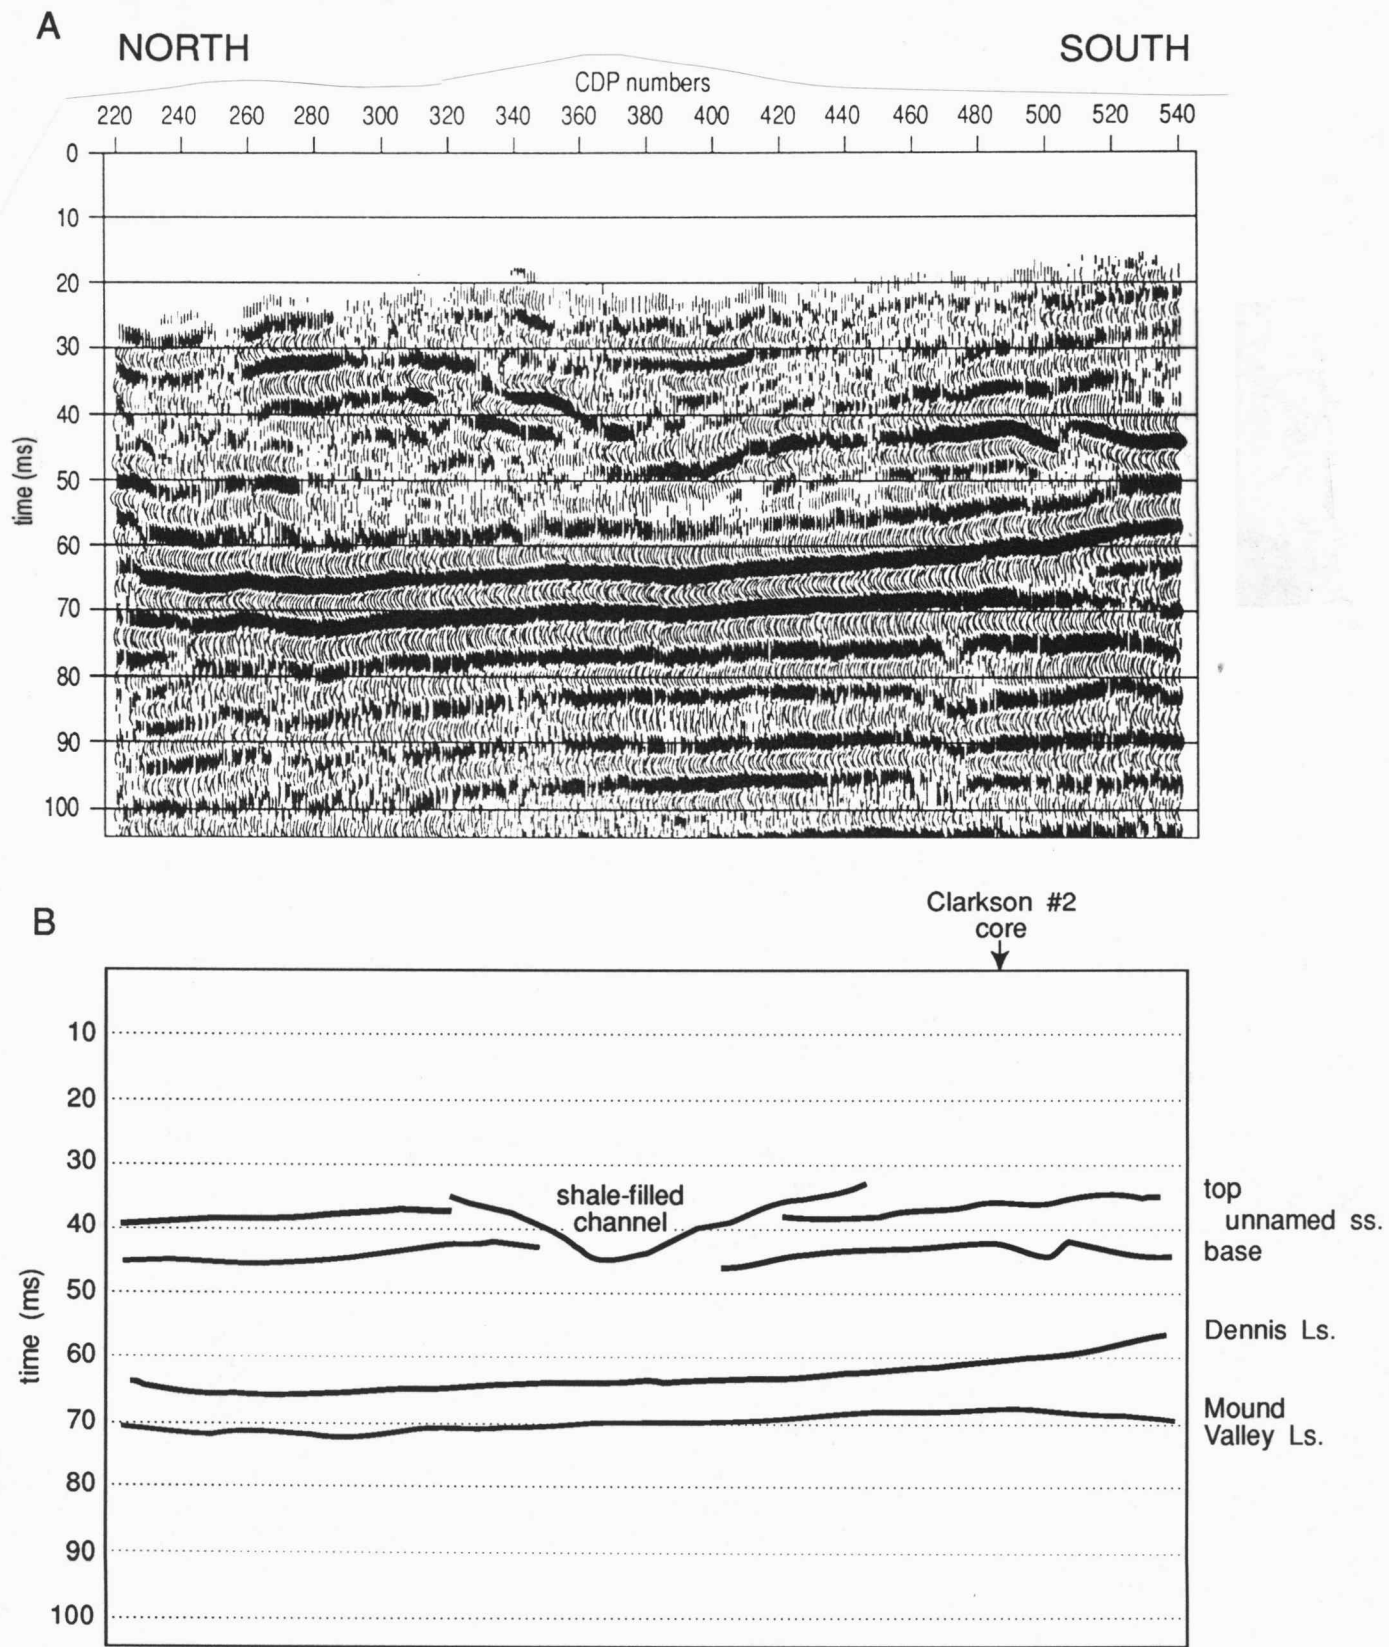 A
NORTH
SOUTH
CDP numbers
220 240 260 280 300 320 340 360 380 400 420 440 460 480 500 520 540
0
10
20
30
40
50
60
70
80
90
100
time (ms)
B
Clarkson #2
core
10
20
30
40
50
60
70
80
90
100
time (ms)
shale-filled
channel
top
unnamed ss.
base
Dennis Ls.
Mound
Valley Ls.